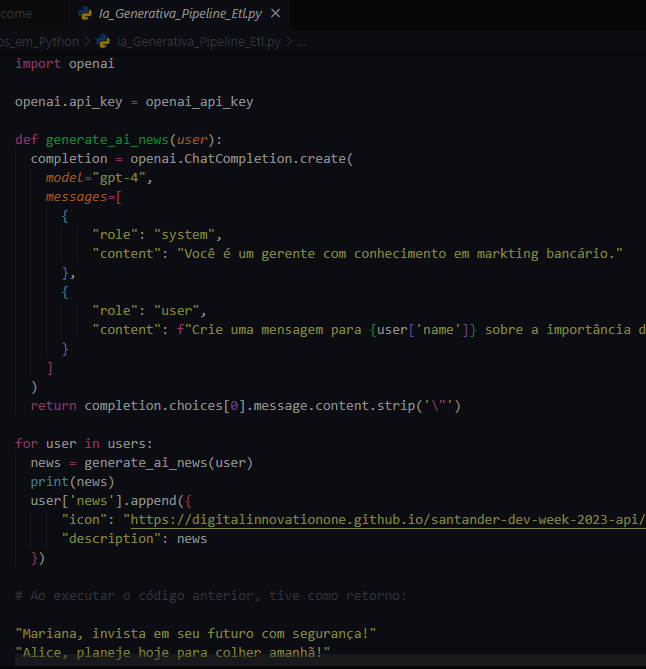 come Ia_Generativa_Pipeline_Etl.py ×
os_em_Python > Ia_Generativa_Pipeline_Etl.py > ...
import openai
openai.api_key = openai_api_key
def generate_ai_news(user):
completion = openai.ChatCompletion.create(
model="gpt-4",
messages=[
{
"role": "system",
"content": "Você é um gerente com conhecimento em markting bancário."
},
{
"role": "user",
"content": f"Crie uma mensagem para {user['name']} sobre a importância d
}
]
)
return completion.choices[0].message.content.strip('\"')
for user in users:
news = generate_ai_news(user)
print(news)
user['news'].append({
"icon": "https://digitalinnovationone.github.io/santander-dev-week-2023-api/
"description": news
})
# Ao executar o código anterior, tive como retorno:
"Mariana, invista em seu futuro com segurança!"
"Alice, planeje hoje para colher amanhã!"